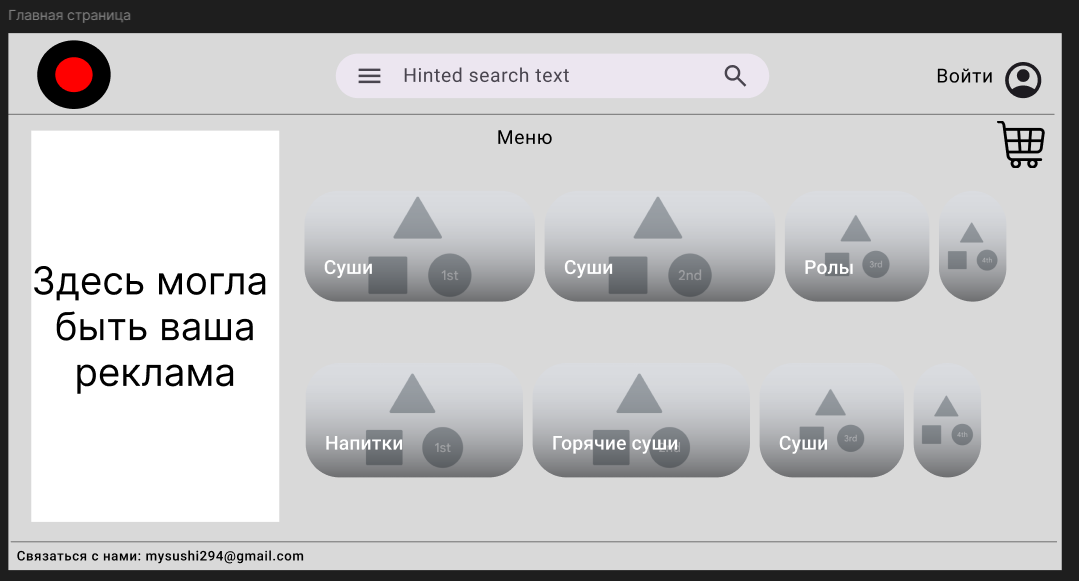 Главная страница
Hinted search text
Войти
Меню
Здесь могла
быть ваша
реклама
Суши
1st
Суши
2nd
Ролы
3rd
4th
Напитки
1st
Горячие суши
2nd
Суши
3rd
4th
Связаться с нами: mysushi294@gmail.com